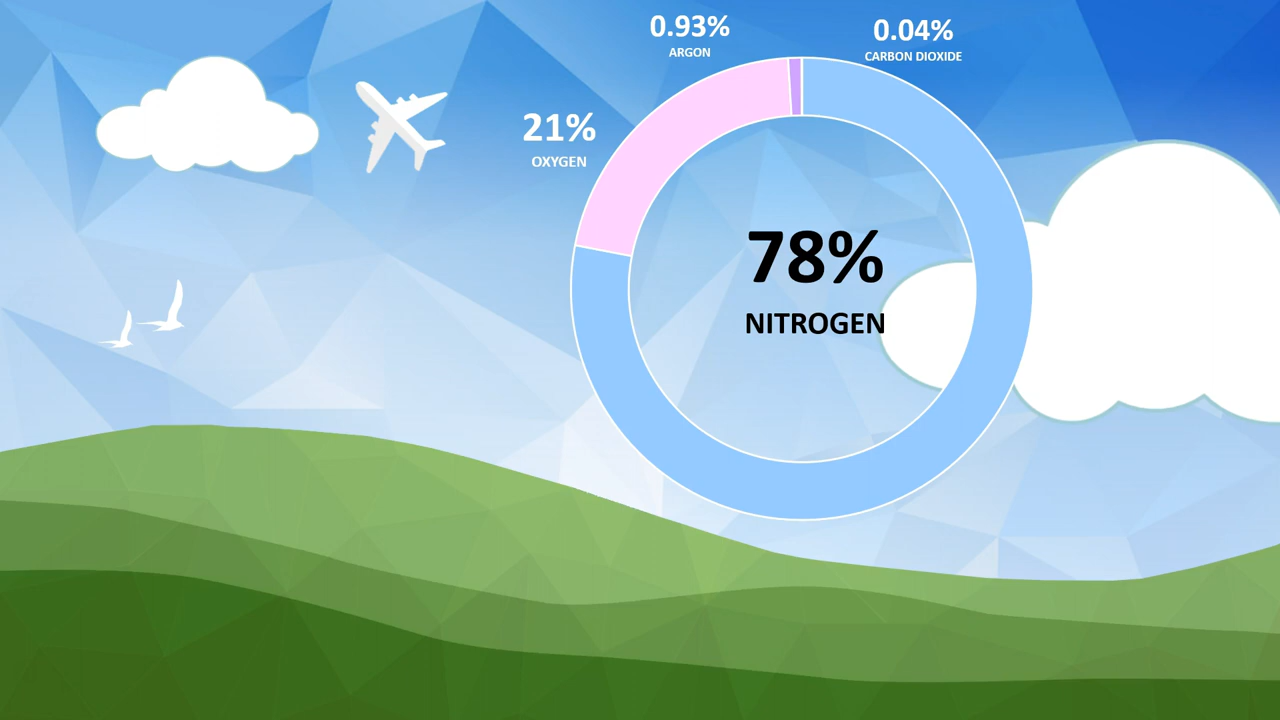 0.93%
ARGON
0.04%
CARBON DIOXIDE
21%
OXYGEN
78%
NITROGEN